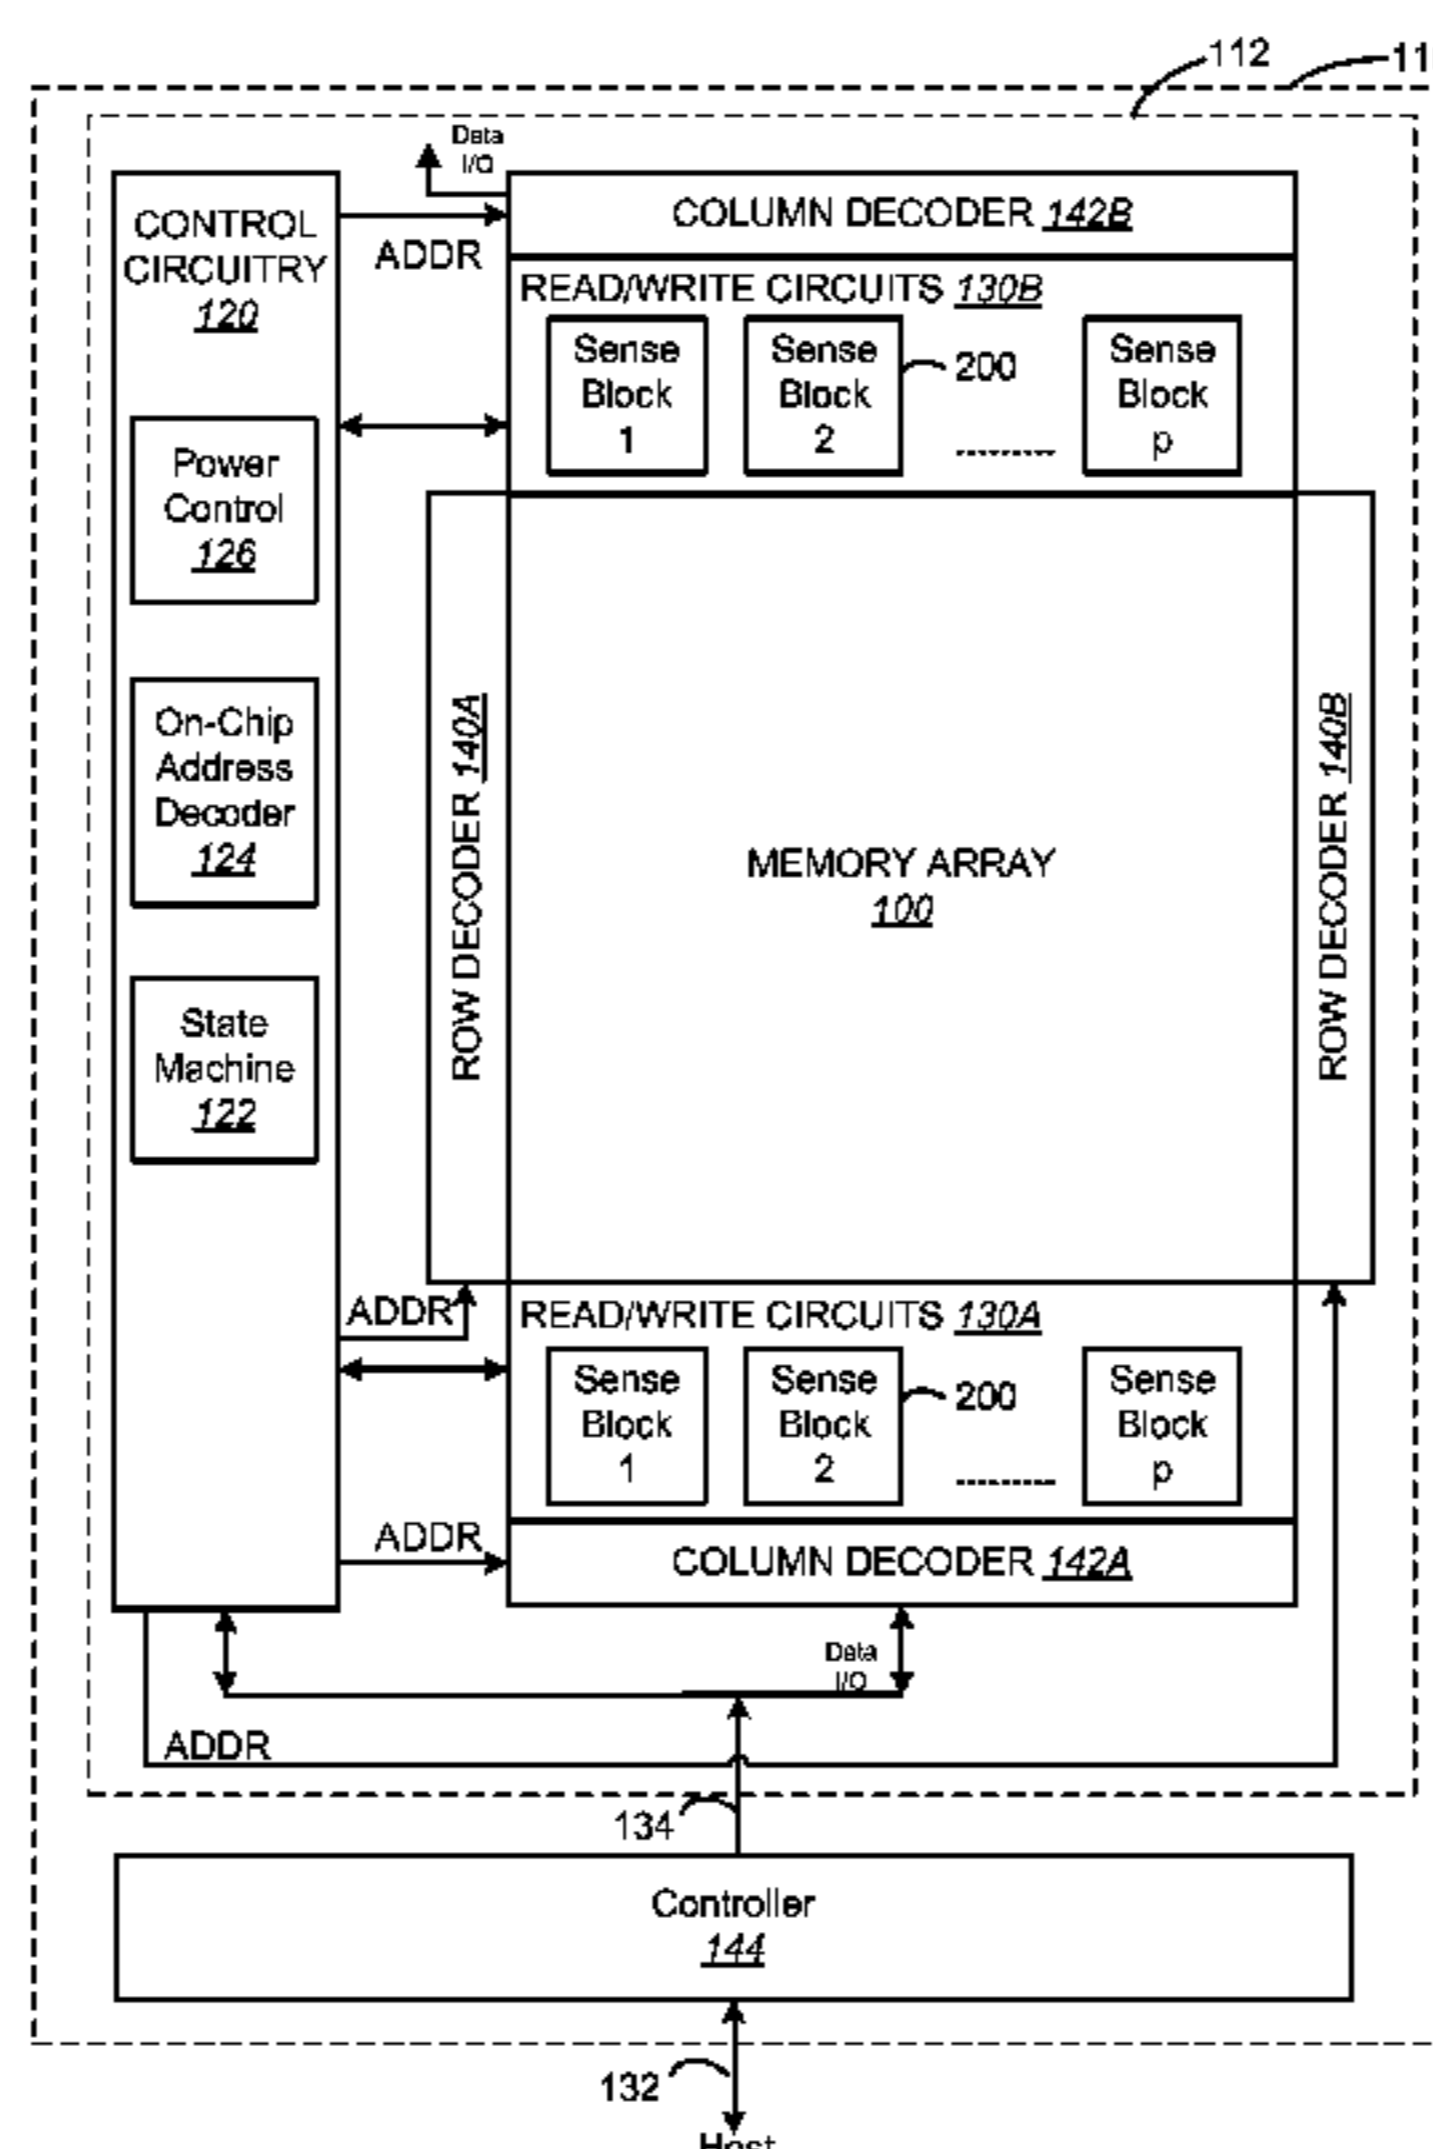 112
11
Data
I/O
CONTROL
CIRCUITRY
120
ADDR
COLUMN DECODER 142B
READ/WRITE CIRCUITS 130B
Sense
Block
1
Sense
Block
2
200
.........
Sense
Block
p
Power
Control
126
On-Chip
Address
Decoder
124
State
Machine
122
ROW DECODER 140A
MEMORY ARRAY
100
ROW DECODER 140B
ADDR
READ/WRITE CIRCUITS 130A
Sense
Block
1
Sense
Block
2
200
.........
Sense
Block
p
ADDR
COLUMN DECODER 142A
Data
I/O
ADDR
134
Controller
144
132
Host